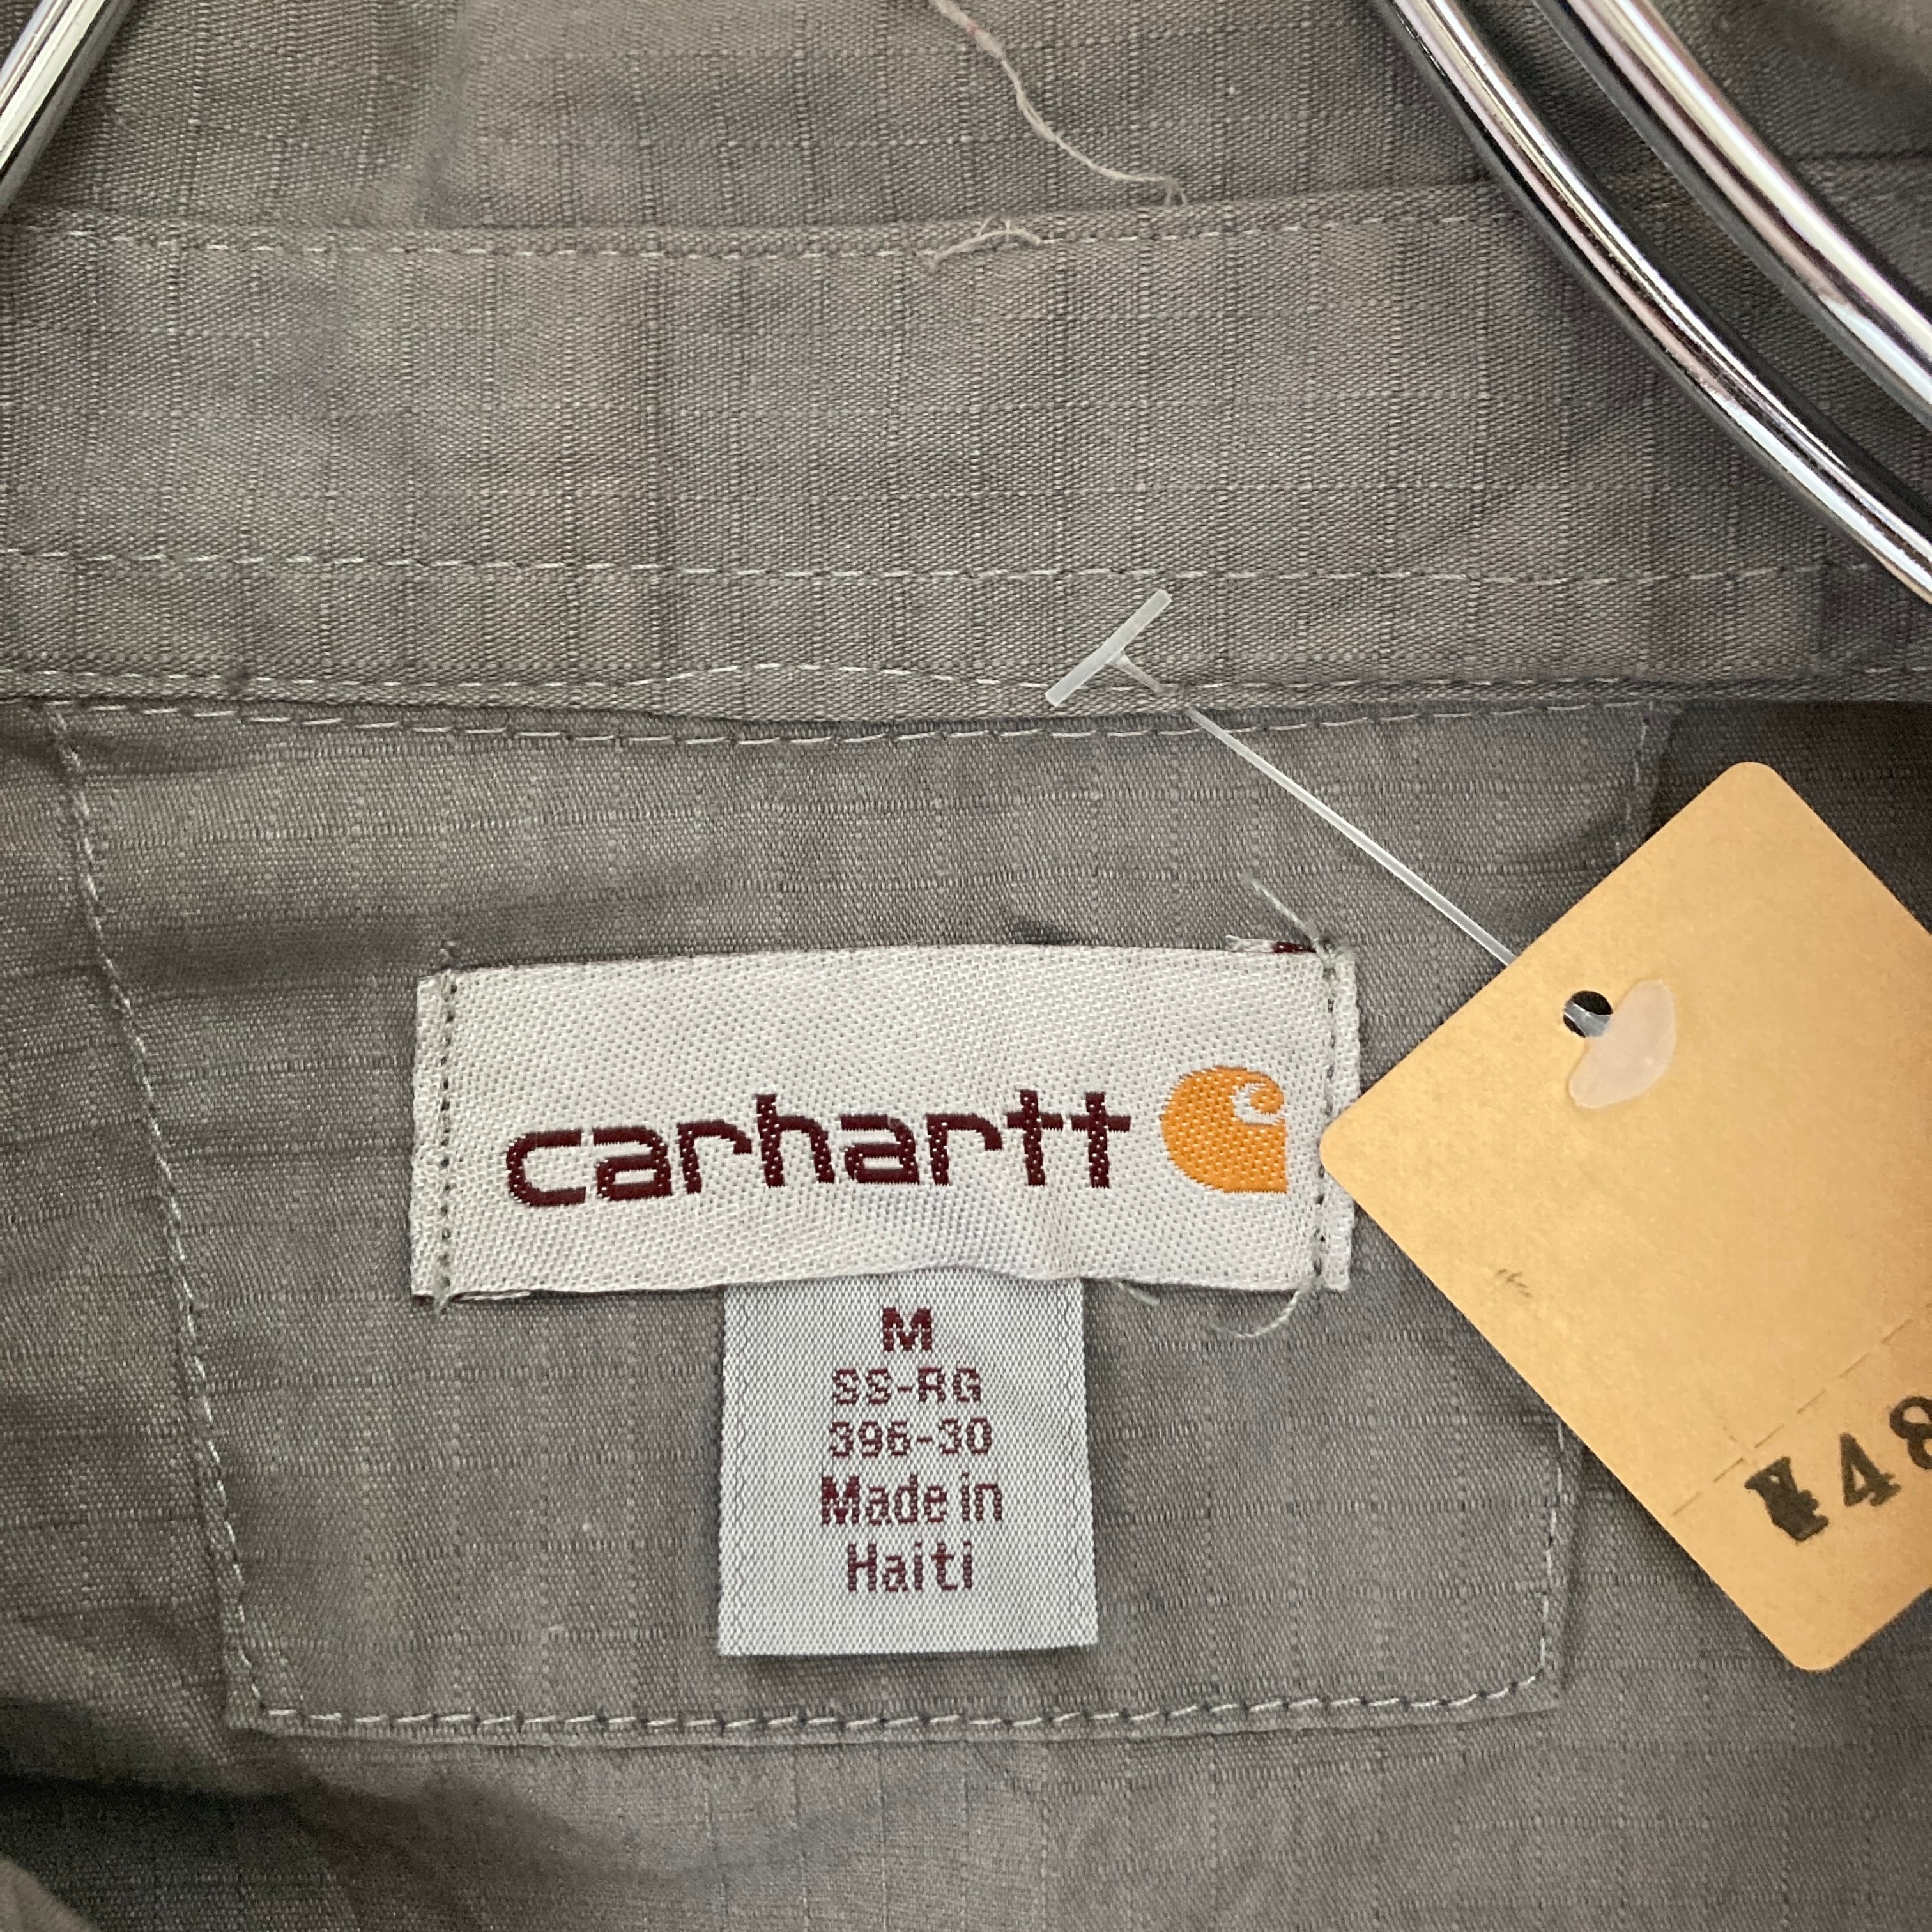 carhartt
M
SS-RG
396-30
Made in
Haiti
¥48